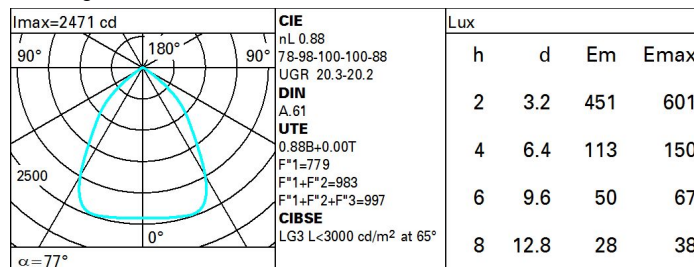 Imax=2471 cd
90°
180°
90°
2500
0°
α=77°
CIE
nL 0.88
78-98-100-100-88
UGR 20.3-20.2
DIN
A.61
UTE
0.88B+0.00T
F"1=779
F"1+F"2=983
F"1+F"2+F"3=997
CIBSE
LG3 L<3000 cd/m² at 65°
Lux
h d Em Emax
2 3.2 451 601
4 6.4 113 150
6 9.6 50 67
8 12.8 28 38